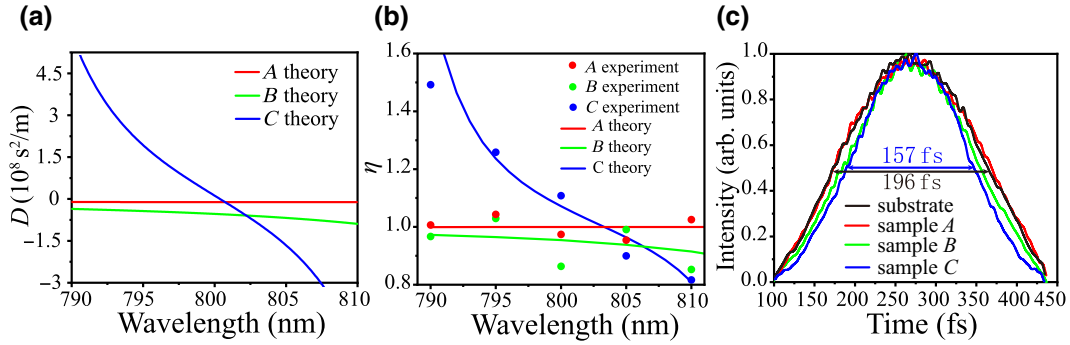 (a)
D (10⁸ s²/m)
4.5
3
1.5
0
−1.5
−3
790
795
800
805
810
Wavelength (nm)
A theory
B theory
C theory
(b)
η
1.6
1.4
1.2
1.0
0.8
790
795
800
805
810
Wavelength (nm)
A experiment
B experiment
C experiment
A theory
B theory
C theory
(c)
Intensity (arb. units)
1.0
0.8
0.6
0.4
0.2
0.0
100
150
200
250
300
350
400
450
Time (fs)
157 fs
196 fs
substrate
sample A
sample B
sample C